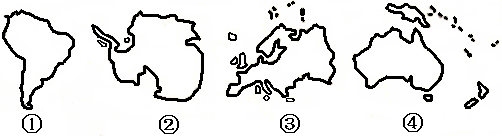 ① ② ③ ④